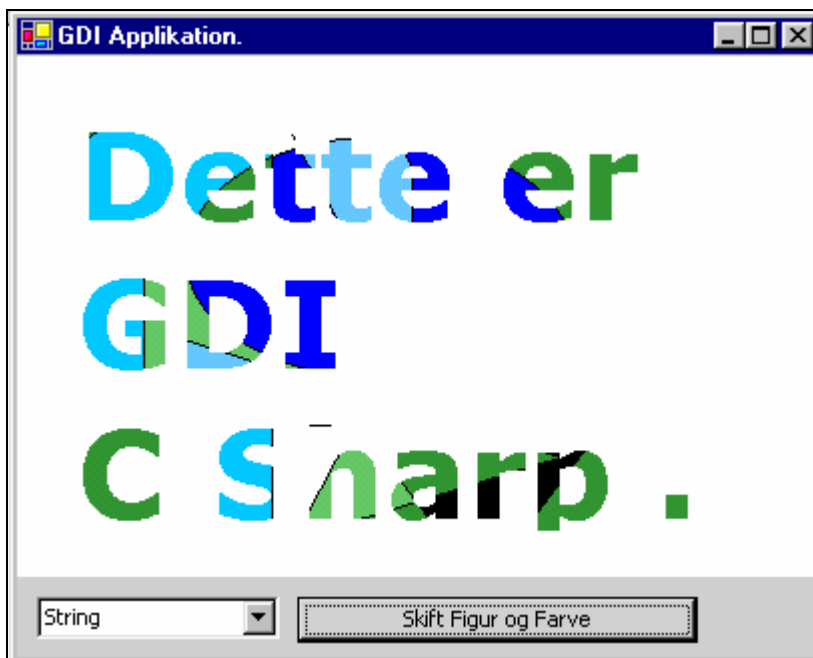 GDI Applikation.
Dette er
GDI
C Sharp .
String
Skift Figur og Farve